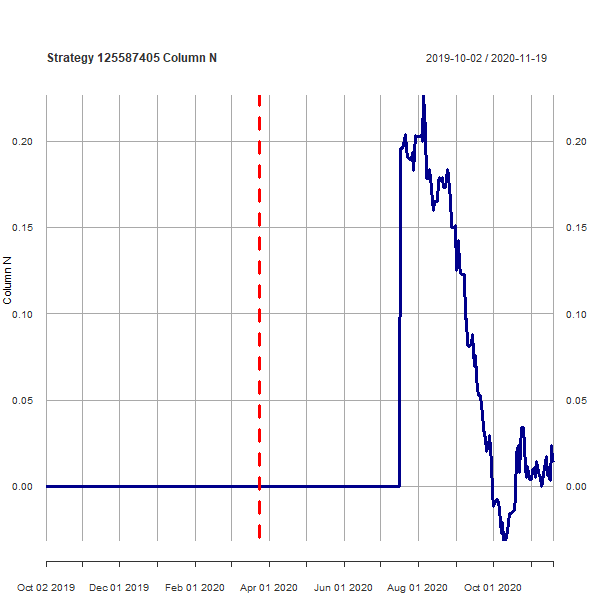 Strategy 125587405 Column N
2019-10-02 / 2020-11-19
0.20
0.20
0.15
0.15
Column N
0.10
0.10
0.05
0.05
0.00
0.00
Oct 02 2019
Dec 01 2019
Feb 01 2020
Apr 01 2020
Jun 01 2020
Aug 01 2020
Oct 01 2020